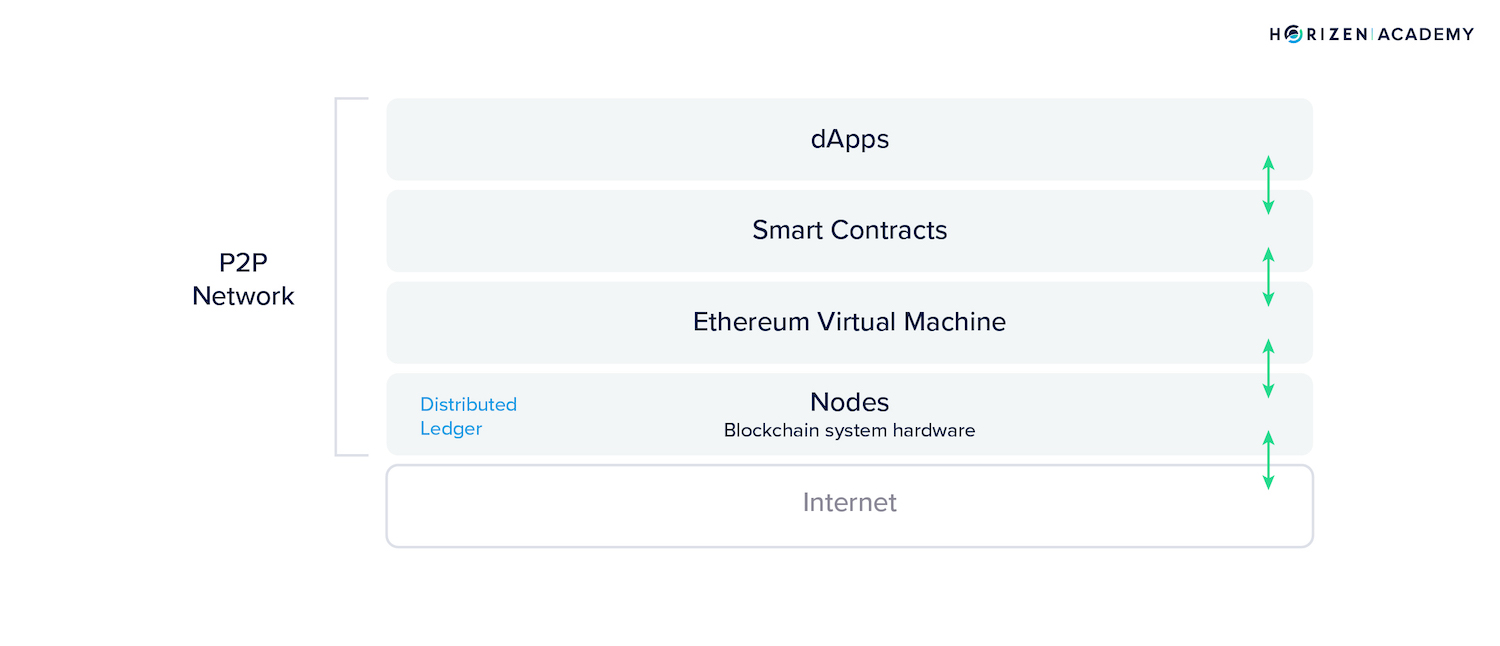 HORIZEN|ACADEMY
dApps
Smart Contracts
P2P
Network
Ethereum Virtual Machine
Distributed
Ledger
Nodes
Blockchain system hardware
Internet